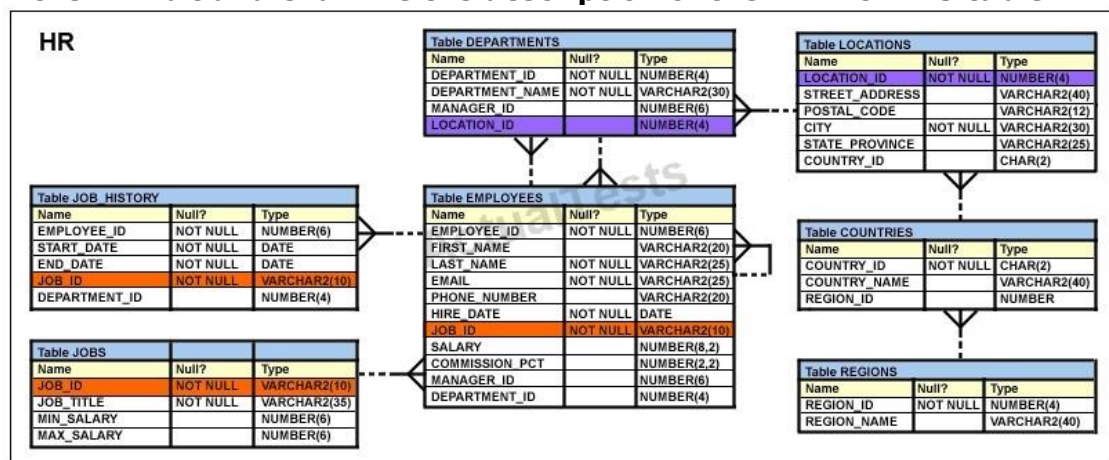 HR
Table DEPARTMENTS
Name Null? Type
DEPARTMENT_ID NOT NULL NUMBER(4)
DEPARTMENT_NAME NOT NULL VARCHAR2(30)
MANAGER_ID NUMBER(6)
LOCATION_ID NUMBER(4)
Table LOCATIONS
Name Null? Type
LOCATION_ID NOT NULL NUMBER(4)
STREET_ADDRESS VARCHAR2(40)
POSTAL_CODE VARCHAR2(12)
CITY NOT NULL VARCHAR2(30)
STATE_PROVINCE VARCHAR2(25)
COUNTRY_ID CHAR(2)
Table JOB_HISTORY
Name Null? Type
EMPLOYEE_ID NOT NULL NUMBER(6)
START_DATE NOT NULL DATE
END_DATE NOT NULL DATE
JOB_ID NOT NULL VARCHAR2(10)
DEPARTMENT_ID NUMBER(4)
Table EMPLOYEES
Name Null? Type
EMPLOYEE_ID NOT NULL NUMBER(6)
FIRST_NAME VARCHAR2(20)
LAST_NAME NOT NULL VARCHAR2(25)
EMAIL NOT NULL VARCHAR2(25)
PHONE_NUMBER VARCHAR2(20)
HIRE_DATE NOT NULL DATE
JOB_ID NOT NULL VARCHAR2(10)
SALARY NUMBER(8,2)
COMMISSION_PCT NUMBER(2,2)
MANAGER_ID NUMBER(6)
DEPARTMENT_ID NUMBER(4)
Table COUNTRIES
Name Null? Type
COUNTRY_ID NOT NULL CHAR(2)
COUNTRY_NAME VARCHAR2(40)
REGION_ID NUMBER
Table JOBS
Name Null? Type
JOB_ID NOT NULL VARCHAR2(10)
JOB_TITLE NOT NULL VARCHAR2(35)
MIN_SALARY NUMBER(6)
MAX_SALARY NUMBER(6)
Table REGIONS
Name Null? Type
REGION_ID NOT NULL NUMBER(4)
REGION_NAME VARCHAR2(40)